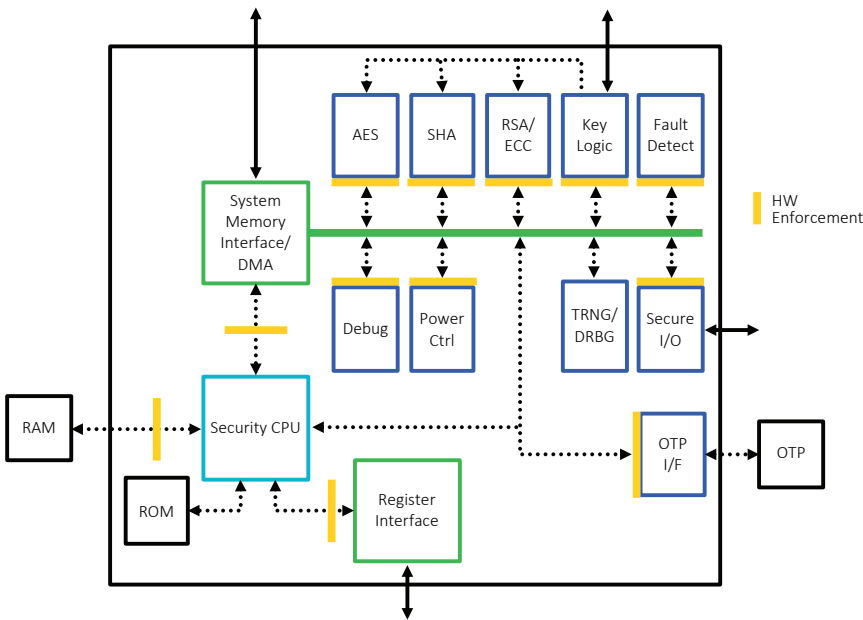 AES
SHA
RSA/
ECC
Key
Logic
Fault
Detect
HW
Enforcement
System
Memory
Interface/
DMA
Debug
Power
Ctrl
TRNG/
DRBG
Secure
I/O
RAM
Security CPU
OTP
I/F
OTP
ROM
Register
Interface